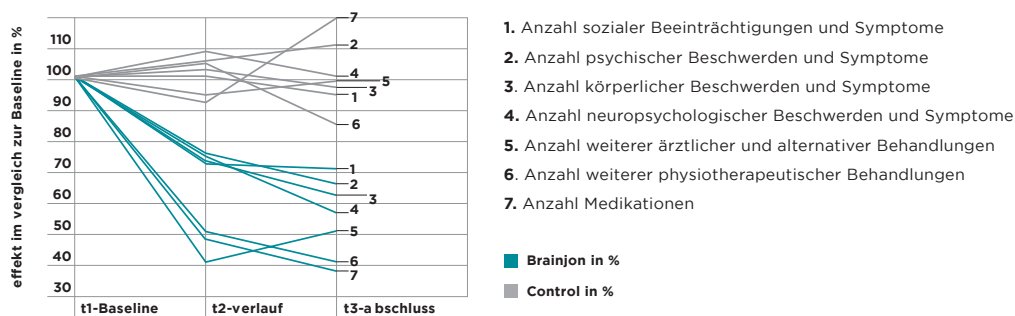 effekt im vergleich zur Baseline in %
110
100
90
80
70
60
50
40
30
7
2
4
5
3
1
6
1
2
3
4
5
6
7
t1-Baseline
t2-verlauf
t3-a bschluss
1. Anzahl sozialer Beeinträchtigungen und Symptome
2. Anzahl psychischer Beschwerden und Symptome
3. Anzahl körperlicher Beschwerden und Symptome
4. Anzahl neuropsychologischer Beschwerden und Symptome
5. Anzahl weiterer ärztlicher und alternativer Behandlungen
6. Anzahl weiterer physiotherapeutischer Behandlungen
7. Anzahl Medikationen
Brainjon in %
Control in %